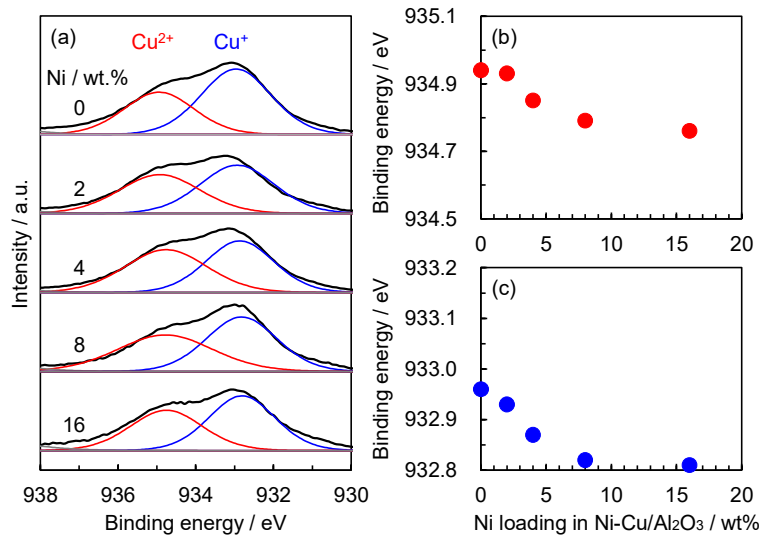 (a)
Cu²⁺ Cu⁺
Ni / wt.%
0
2
4
8
16
Intensity / a.u.
938 936 934 932 930
Binding energy / eV
(b)
935.1
934.9
934.7
934.5
Binding energy / eV
0 5 10 15 20
(c)
933.2
933.1
933.0
932.9
932.8
Binding energy / eV
0 5 10 15 20
Ni loading in Ni-Cu/Al₂O₃ / wt%